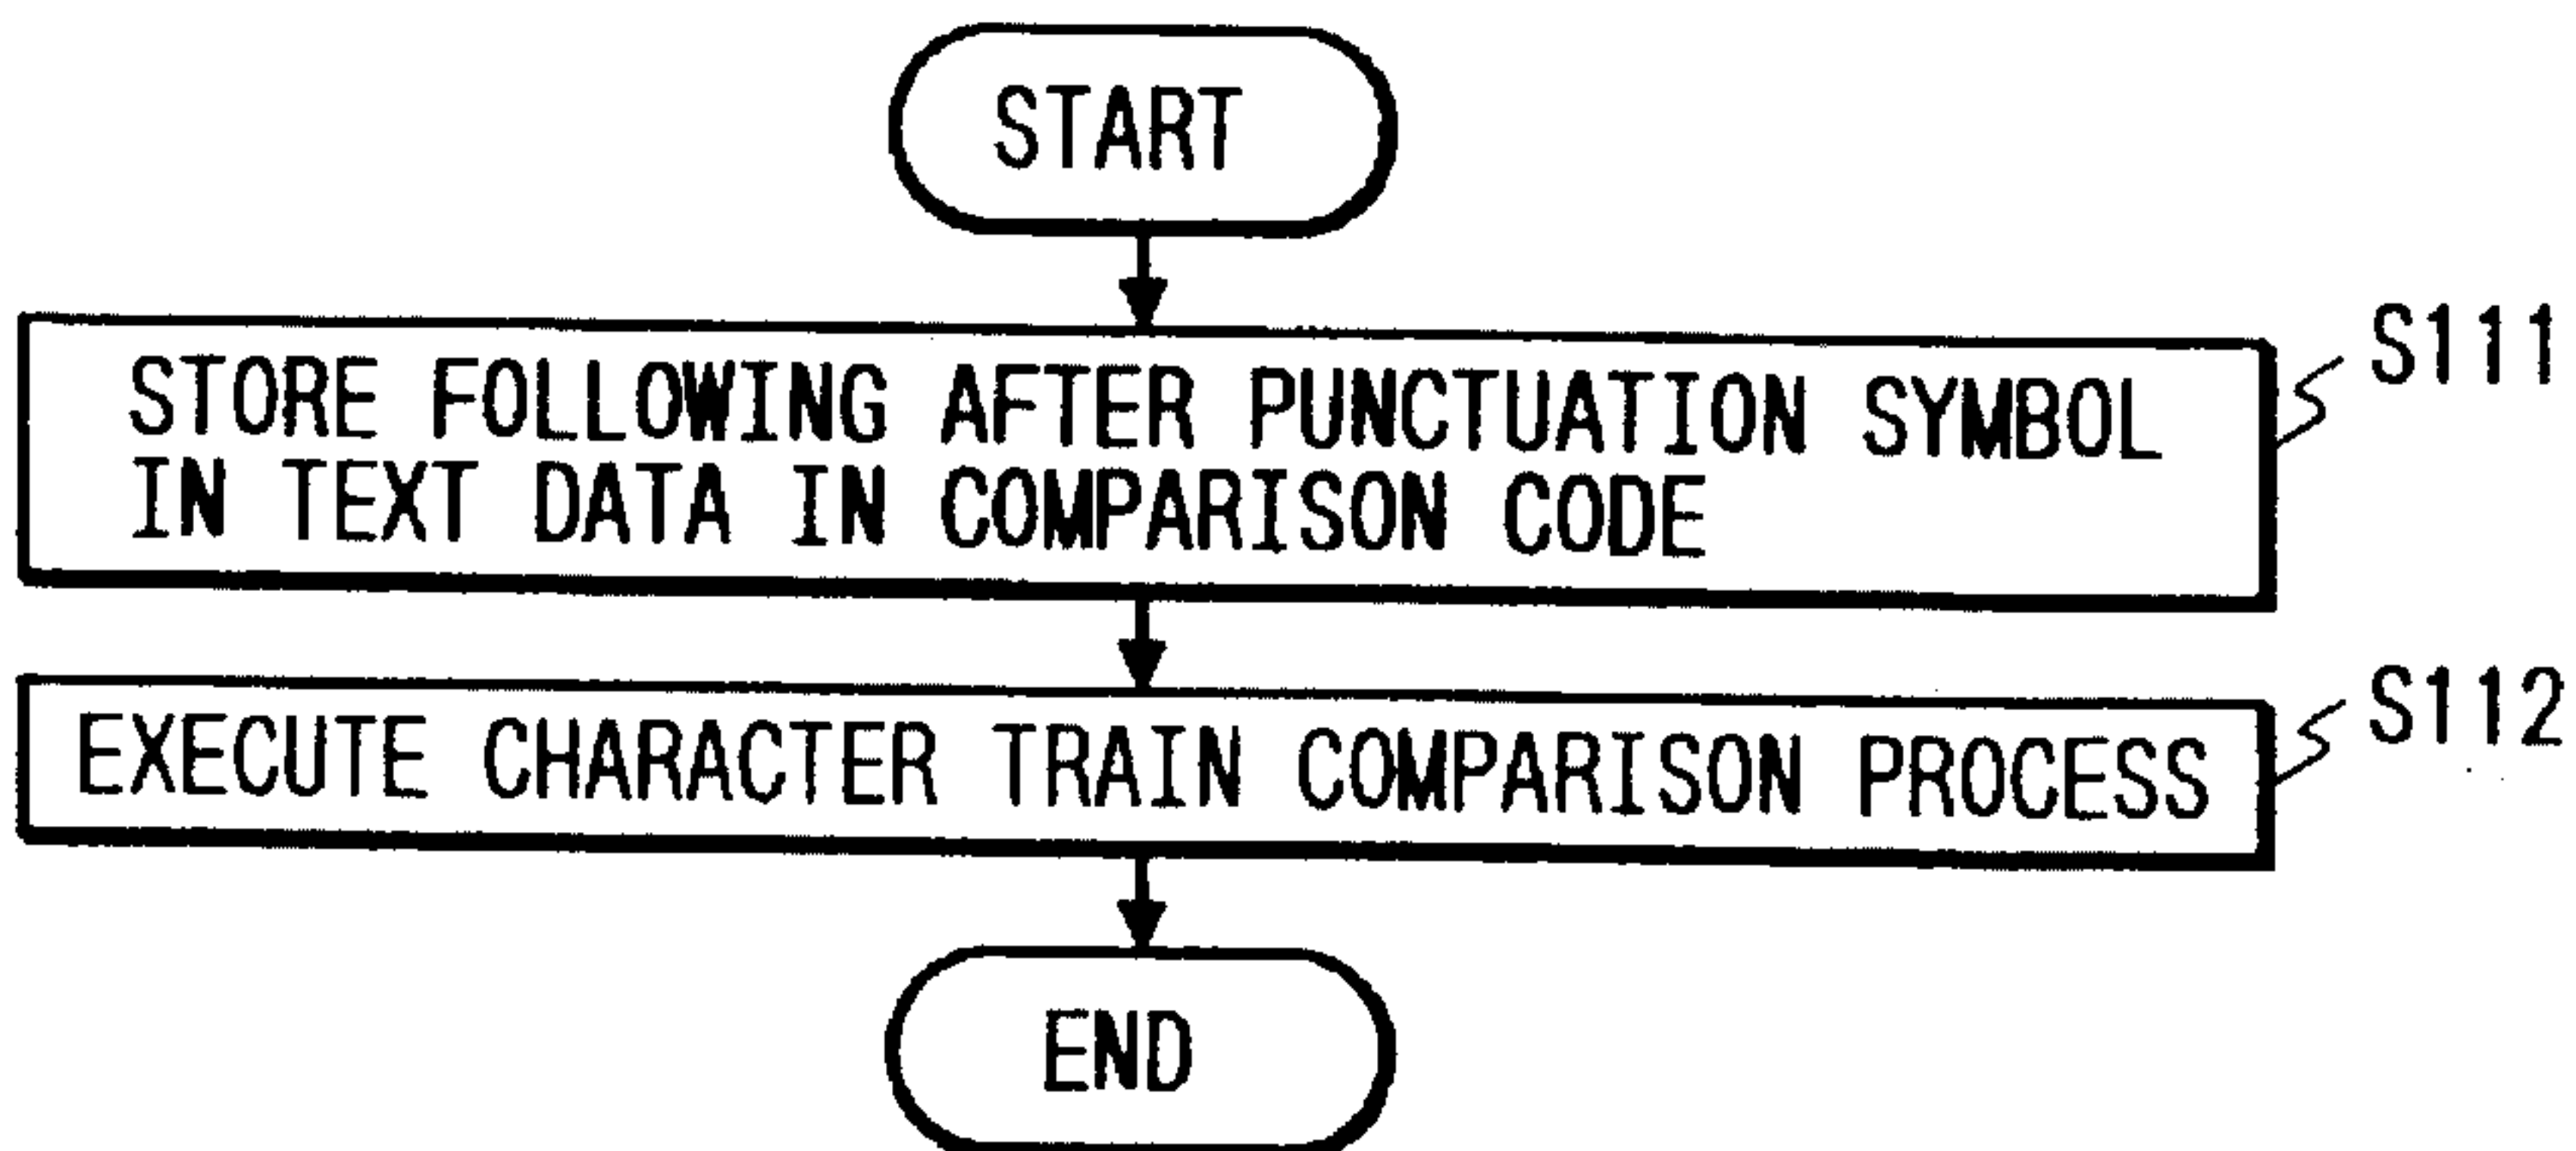 START
STORE FOLLOWING AFTER PUNCTUATION SYMBOL
IN TEXT DATA IN COMPARISON CODE
S111
EXECUTE CHARACTER TRAIN COMPARISON PROCESS
S112
END